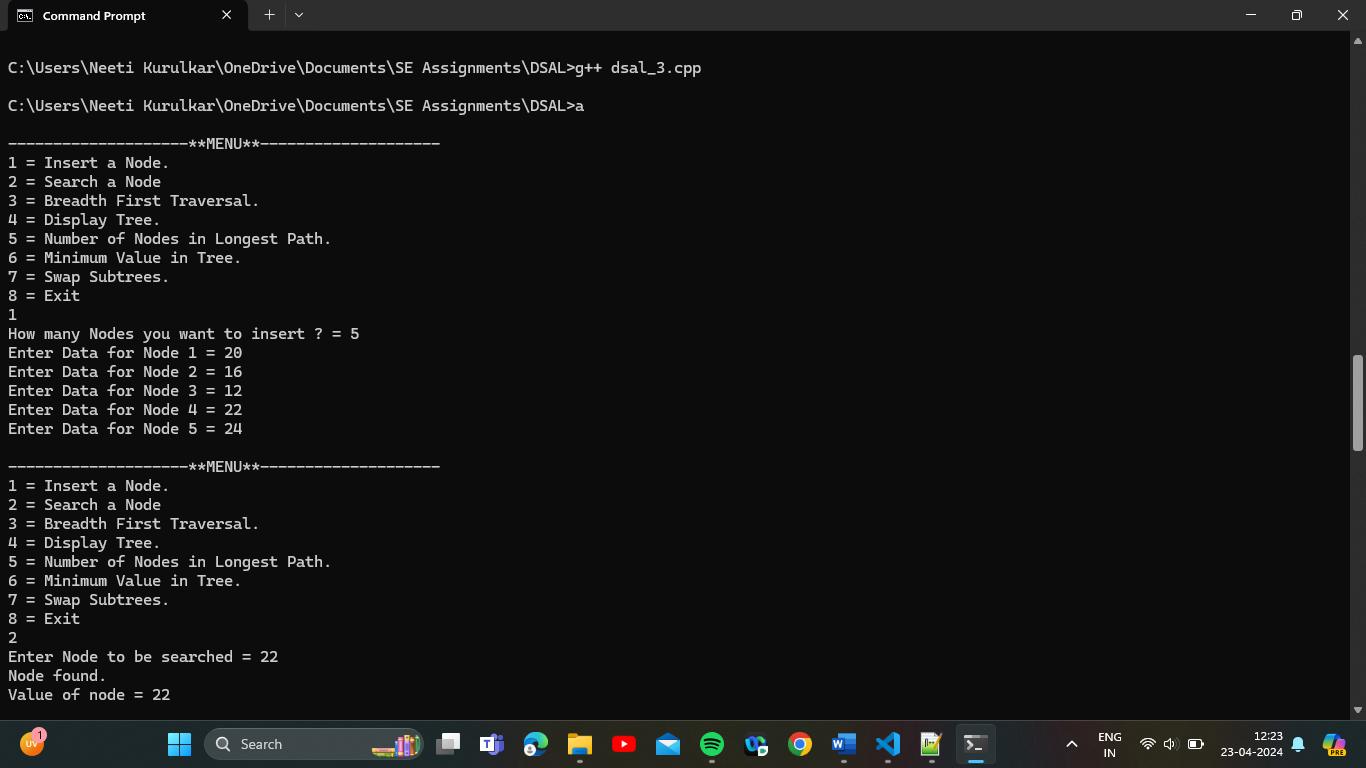 Command Prompt
C:\Users\Neeti Kurulkar\OneDrive\Documents\SE Assignments\DSAL>g++ dsal_3.cpp
C:\Users\Neeti Kurulkar\OneDrive\Documents\SE Assignments\DSAL>a
--------------------**MENU**--------------------
1 = Insert a Node.
2 = Search a Node
3 = Breadth First Traversal.
4 = Display Tree.
5 = Number of Nodes in Longest Path.
6 = Minimum Value in Tree.
7 = Swap Subtrees.
8 = Exit
1
How many Nodes you want to insert ? = 5
Enter Data for Node 1 = 20
Enter Data for Node 2 = 16
Enter Data for Node 3 = 12
Enter Data for Node 4 = 22
Enter Data for Node 5 = 24
--------------------**MENU**--------------------
1 = Insert a Node.
2 = Search a Node
3 = Breadth First Traversal.
4 = Display Tree.
5 = Number of Nodes in Longest Path.
6 = Minimum Value in Tree.
7 = Swap Subtrees.
8 = Exit
2
Enter Node to be searched = 22
Node found.
Value of node = 22
UV 1
Search
ENG
IN
12:23
23-04-2024
PRE